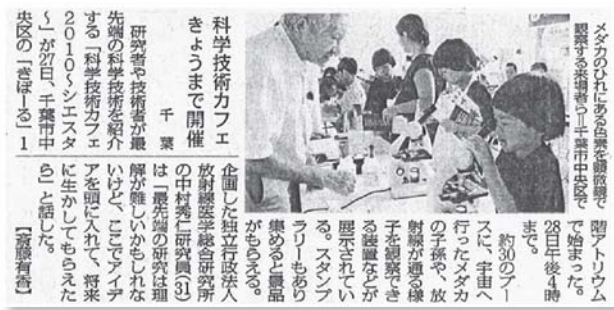 科学技術カフェ
きょうまで開催
千葉
メダカのひれにある色素を顕微鏡で
観察する来場者ら＝千葉市中央区で
研究者や技術者が最
先端の科学技術を紹介
する「科学技術カフェ
2010〜シエスタ
〜」が27日、千葉市中
央区の「きぼーる」1
階アトリウム
で始まった。
28日午後4時
まで。
約30のブー
スに、宇宙へ
行ったメダカ
の子孫や、放
射線が通る様
子を観察でき
る装置などが
展示されてい
る。スタンプ
ラリーもあり
集めると景品
がもらえる。
企画した独立行政法人
放射線医学総合研究所
の中村秀仁研究員(31)
は「最先端の研究は理
解が難しいかもしれな
いけど、ここでアイデ
アを頭に入れて、将来
に生かしてもらえた
ら」と話した。
【斎藤有香】